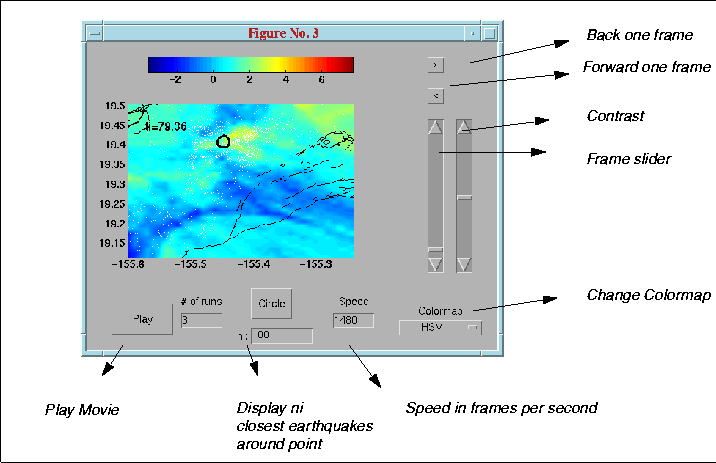 Figure No. 3
Back one frame
>
Forward one frame
<
−2 0 2 4 6
Contrast
Frame slider
19.5
19.45
19.4
19.35
19.3
19.25
19.2
19.15
=79.36
−155.6 −155.5 −155.4 −155.3
Change Colormap
# of runs
Circle
Speed
Colormap
Play
3
1480
HSV
00
Play Movie
Display ni
closest earthquakes
around point
Speed in frames per second